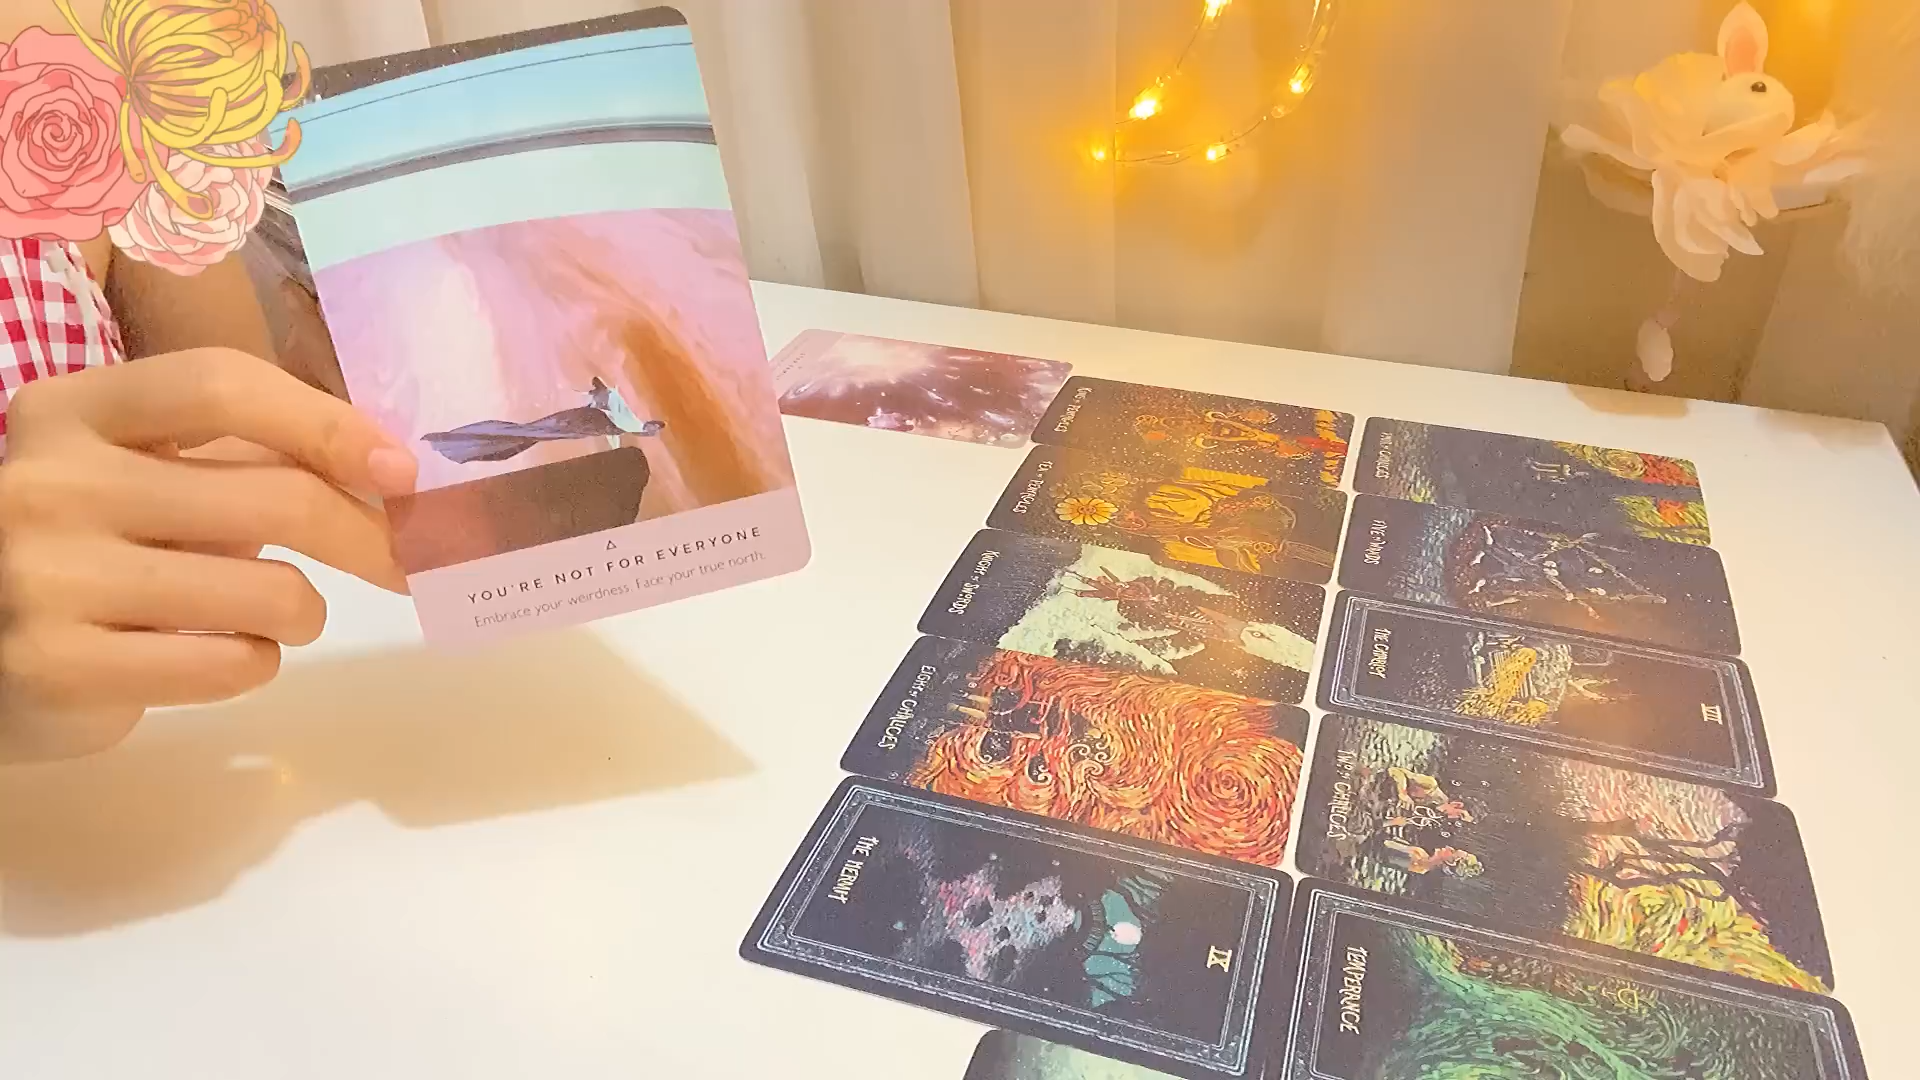 YOU'RE NOT FOR EVERYONE
Embrace your weirdness. Face your true north.
KING of PENTACLES
TEN of PENTACLES
KNIGHT of SWORDS
EIGHT of CHALICES
THE HERMIT
IX
CHALICES
FIVE of WANDS
THE CHARIOT
VII
TWO of CHALICES
TEMPERANCE